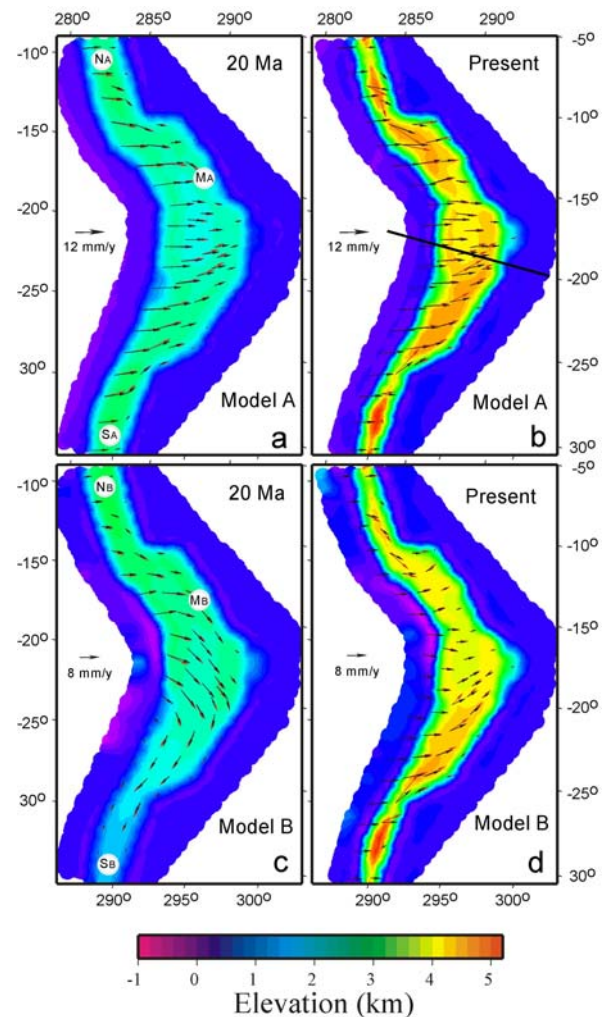 280º 285º 290º 285º 290º
-10º NA 20 Ma Present -5º
-10º
-15º
MA
-15º
-20º
12 mm/y 12 mm/y
-20º
-25º
-25º
30º
Model A Model A
SA a b 30º
-10º NB 20 Ma Present -5º
-15º -10º
MB
-20º -15º
8 mm/y 8 mm/y
-25º -20º
30º -25º
Model B Model B
SB c d 30º
290º 295º 300º 290º 295º 300º
-1 0 1 2 3 4 5
Elevation (km)